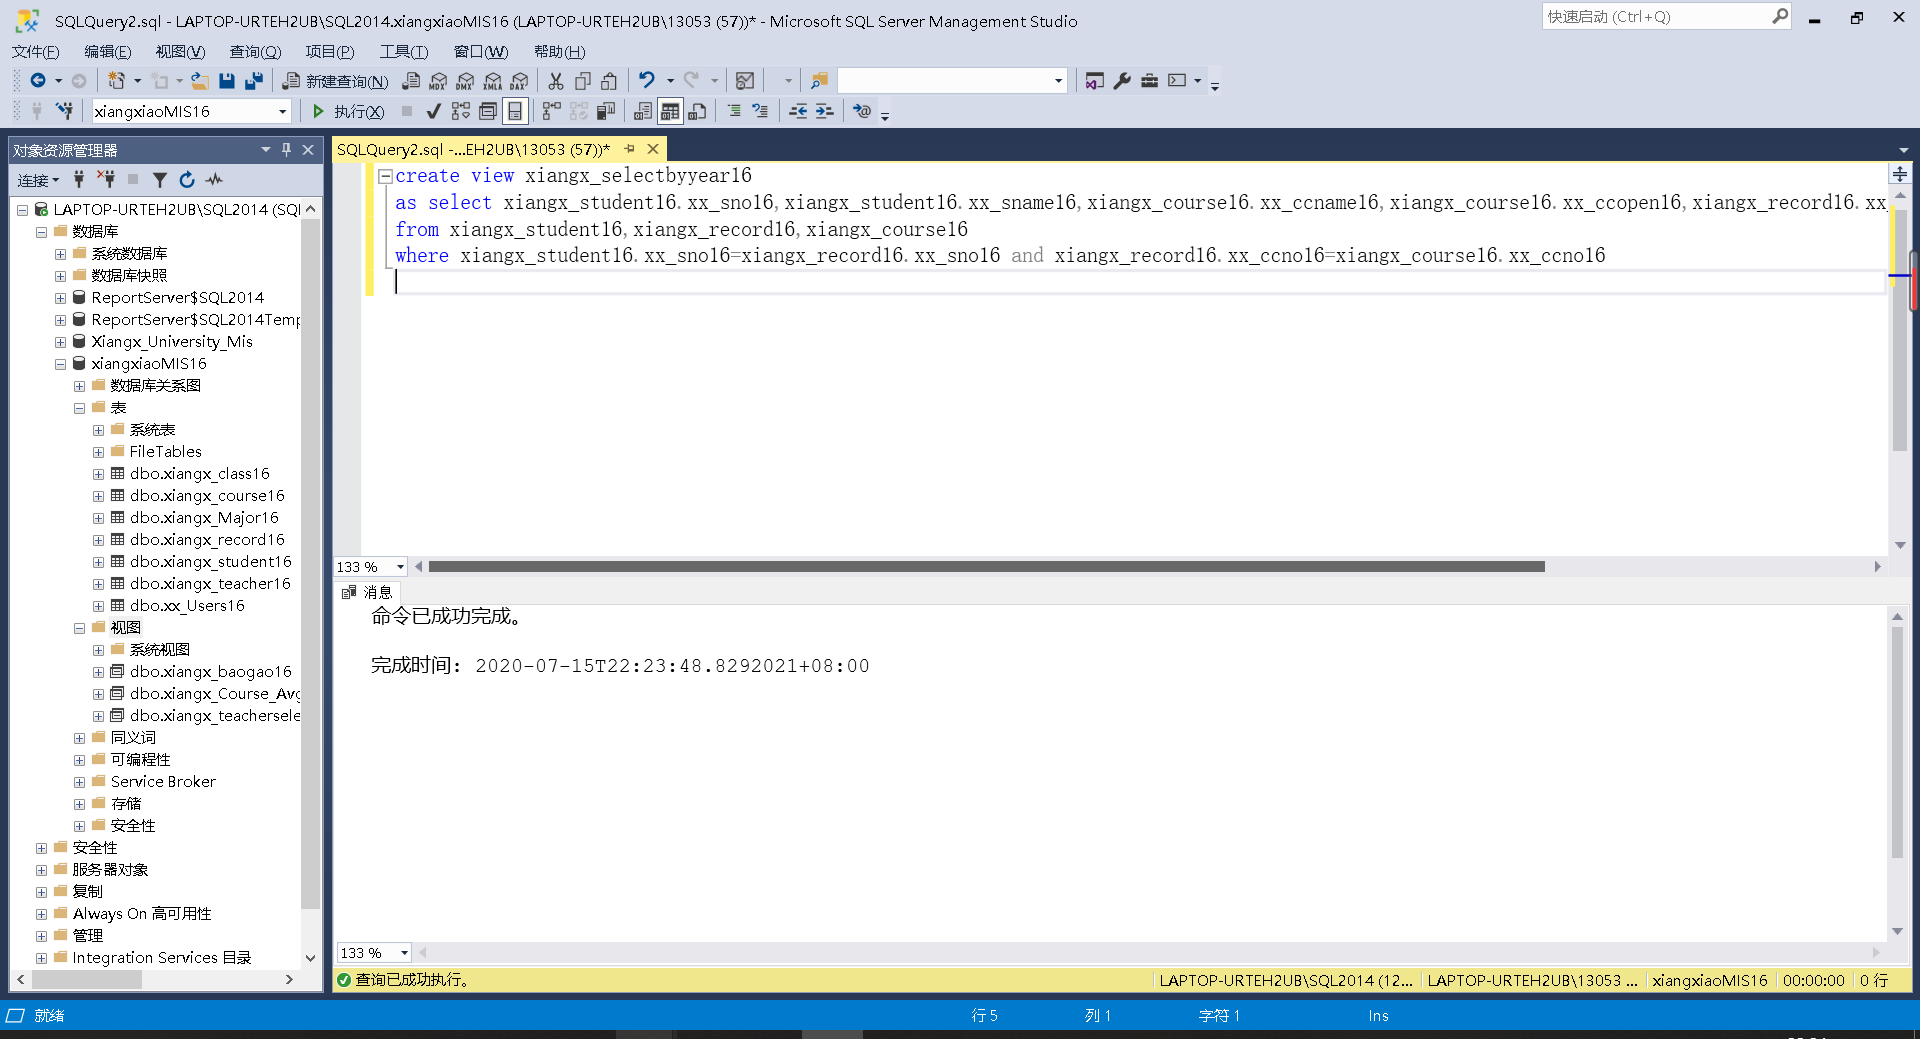 SQLQuery2.sql - LAPTOP-URTEH2UB\SQL2014.xiangxiaoMIS16 (LAPTOP-URTEH2UB\13053 (57))* - Microsoft SQL Server Management Studio
快速启动 (Ctrl+Q)
文件(F) 编辑(E) 视图(V) 查询(Q) 项目(P) 工具(T) 窗口(W) 帮助(H)
新建查询(N) MDX DMX XMLA DAX
xiangxiaoMIS16 执行(X)
对象资源管理器
SQLQuery2.sql -...EH2UB\13053 (57))*
连接
LAPTOP-URTEH2UB\SQL2014 (SQL
数据库
系统数据库
数据库快照
ReportServer$SQL2014
ReportServer$SQL2014Temp
Xiangx_University_Mis
xiangxiaoMIS16
数据库关系图
表
系统表
FileTables
dbo.xiangx_class16
dbo.xiangx_course16
dbo.xiangx_Major16
dbo.xiangx_record16
dbo.xiangx_student16
dbo.xiangx_teacher16
dbo.xx_Users16
视图
系统视图
dbo.xiangx_baogao16
dbo.xiangx_Course_Avg
dbo.xiangx_teachersele
同义词
可编程性
Service Broker
存储
安全性
安全性
服务器对象
复制
Always On 高可用性
管理
Integration Services 目录
create view xiangx_selectbyyear16
as select xiangx_student16.xx_sno16,xiangx_student16.xx_sname16,xiangx_course16.xx_ccname16,xiangx_course16.xx_ccopen16,xiangx_record16.xx_
from xiangx_student16,xiangx_record16,xiangx_course16
where xiangx_student16.xx_sno16=xiangx_record16.xx_sno16 and xiangx_record16.xx_ccno16=xiangx_course16.xx_ccno16
133 %
消息
命令已成功完成。
完成时间: 2020-07-15T22:23:48.8292021+08:00
133 %
查询已成功执行。 LAPTOP-URTEH2UB\SQL2014 (12... LAPTOP-URTEH2UB\13053 ... xiangxiaoMIS16 00:00:00 0 行
就绪 行 5 列 1 字符 1 Ins